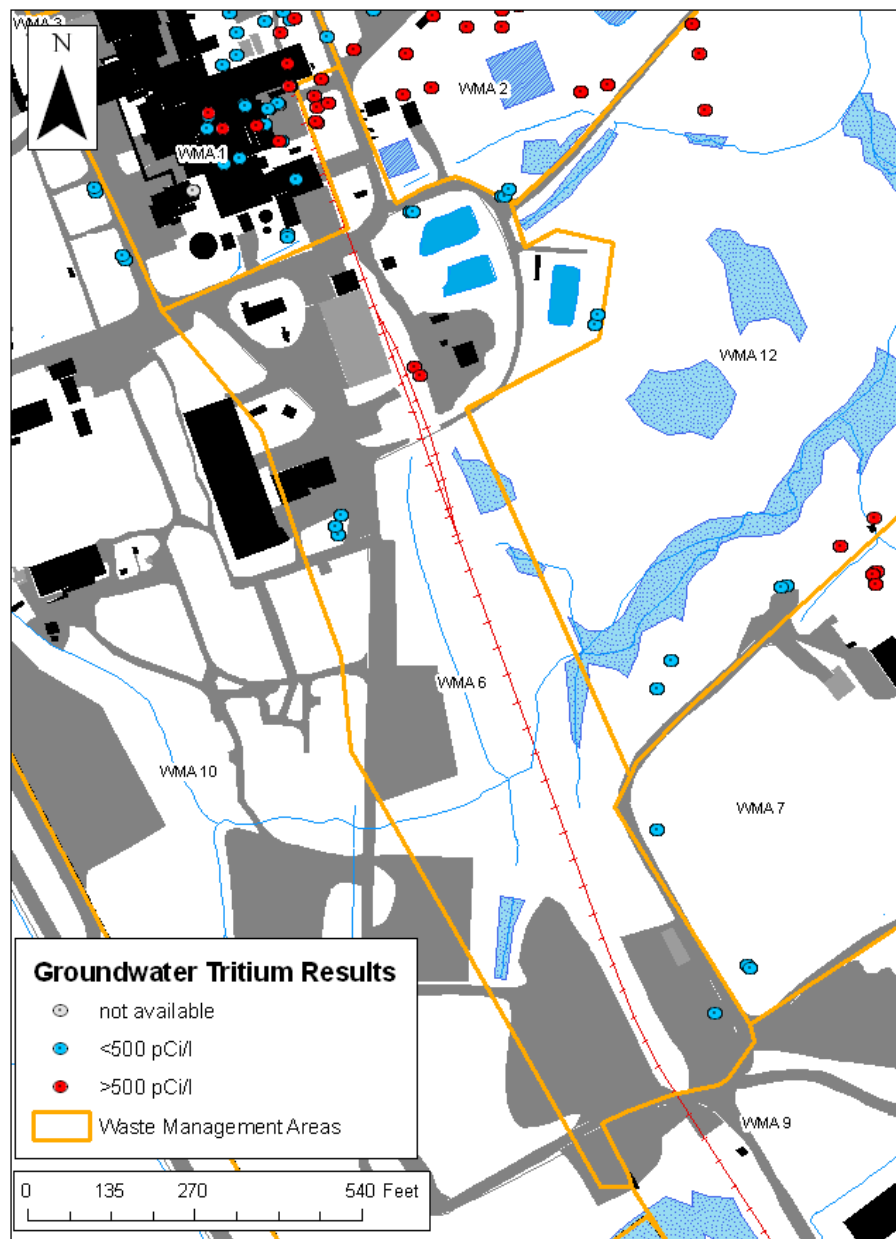 WMA 3
N
WMA 2
WMA 1
WMA 12
WMA 6
WMA 10
WMA 7
Groundwater Tritium Results
not available
<500 pCi/l
>500 pCi/l
Waste Management Areas
WMA 9
0 135 270 540 Feet